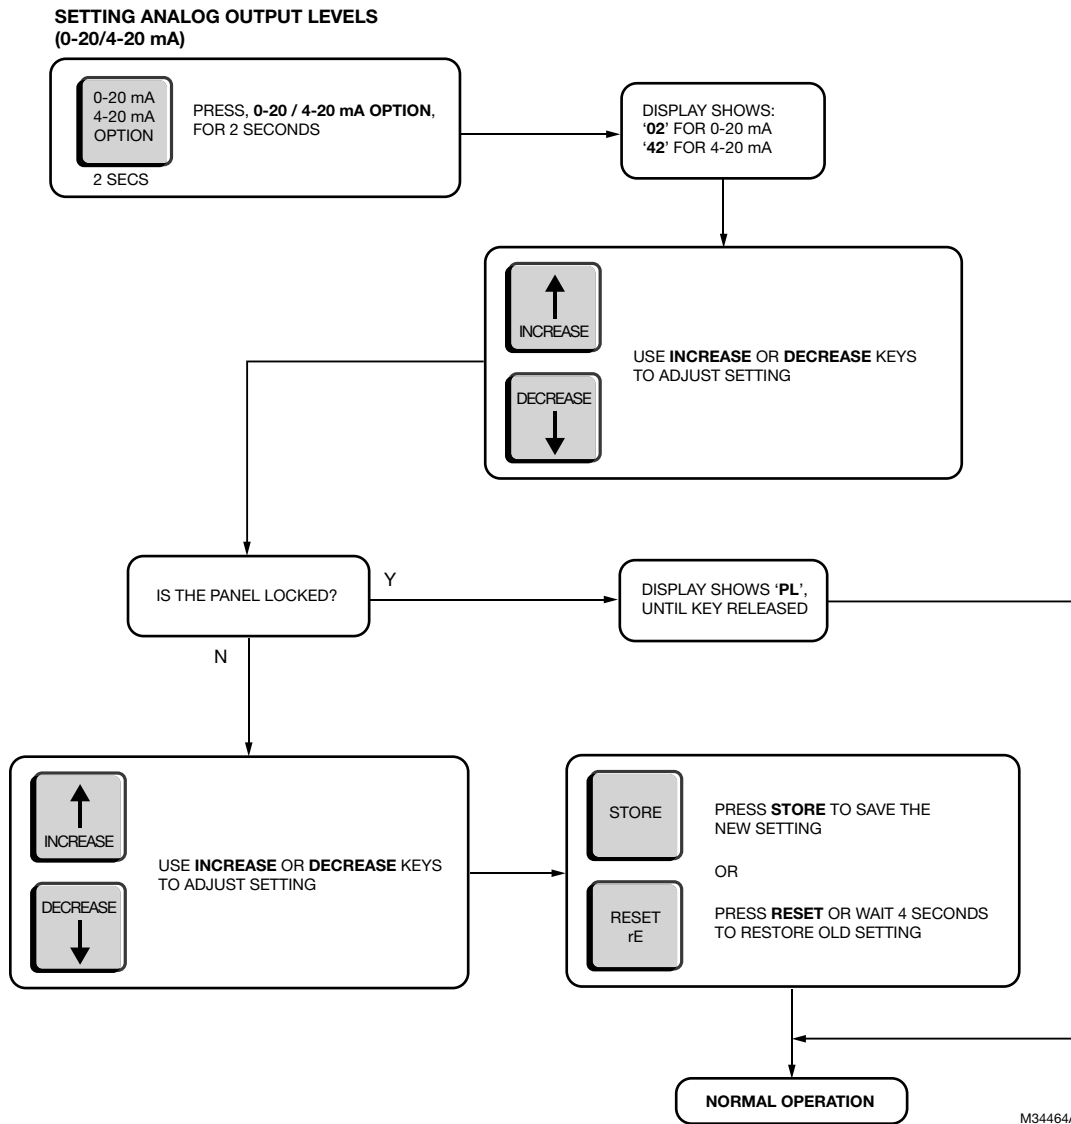 SETTING ANALOG OUTPUT LEVELS
(0-20/4-20 mA)
0-20 mA
4-20 mA
OPTION
2 SECS
PRESS, 0-20 / 4-20 mA OPTION,
FOR 2 SECONDS
DISPLAY SHOWS:
‘02’ FOR 0-20 mA
‘42’ FOR 4-20 mA
INCREASE
DECREASE
USE INCREASE OR DECREASE KEYS
TO ADJUST SETTING
IS THE PANEL LOCKED?
Y
DISPLAY SHOWS ‘PL’,
UNTIL KEY RELEASED
N
INCREASE
DECREASE
USE INCREASE OR DECREASE KEYS
TO ADJUST SETTING
STORE
PRESS STORE TO SAVE THE
NEW SETTING
OR
RESET
rE
PRESS RESET OR WAIT 4 SECONDS
TO RESTORE OLD SETTING
NORMAL OPERATION
M34464A